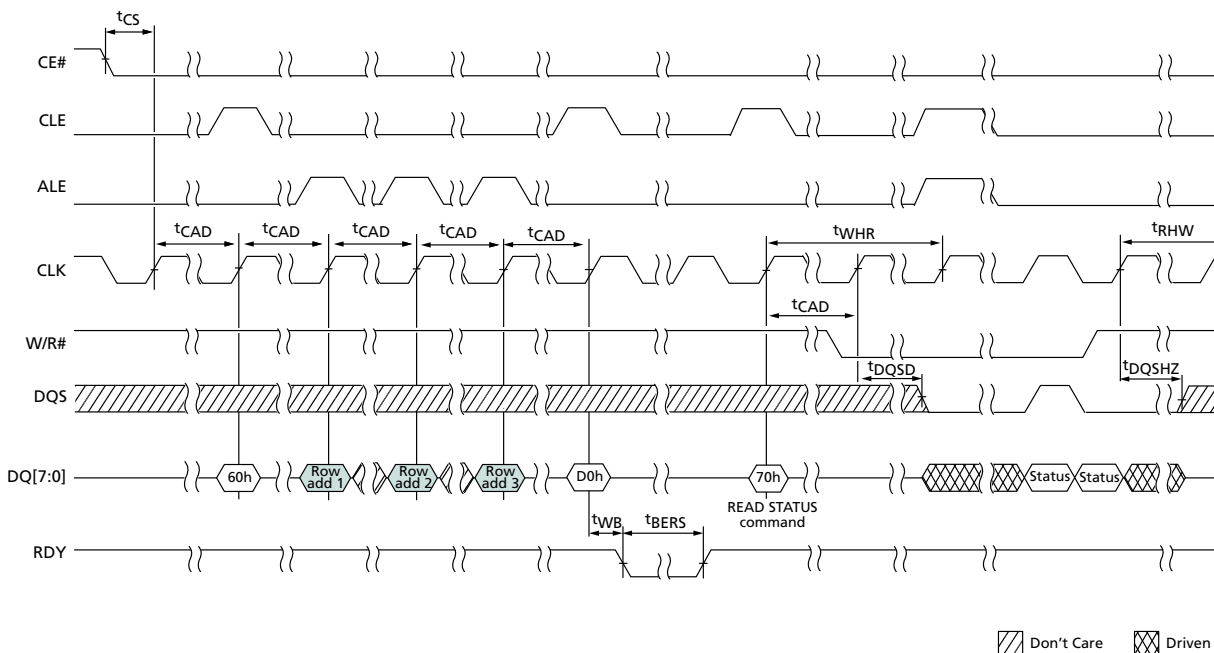 tCS
CE#
CLE
ALE
tCAD
tCAD
tCAD
tCAD
tCAD
tWHR
tRHW
CLK
tCAD
W/R#
tDQSD
tDQSHZ
DQS
DQ[7:0]
60h
Row add 1
Row add 2
Row add 3
D0h
70h
Status
Status
READ STATUS
command
tWB
tBERS
RDY
Don't Care
Driven